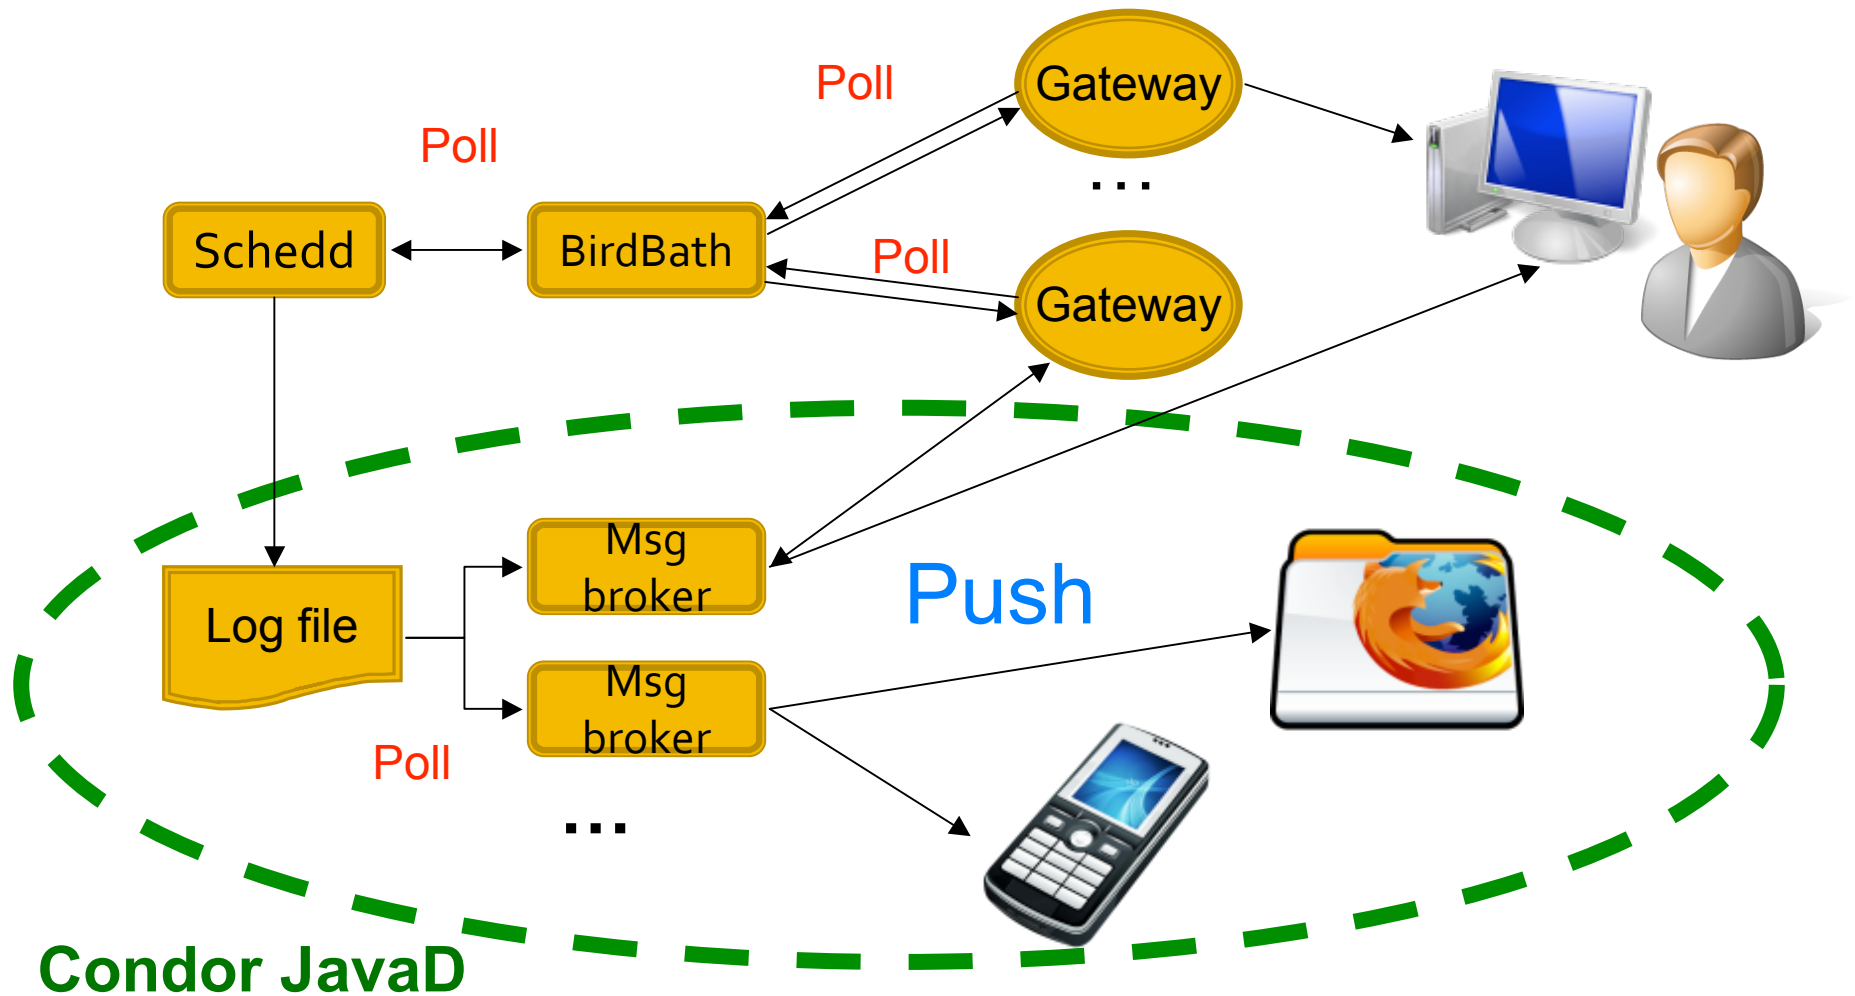 Poll
Gateway
Poll
...
Schedd
BirdBath
Poll
Gateway
Msg
broker
Push
Log file
Msg
broker
Poll
...
Condor JavaD